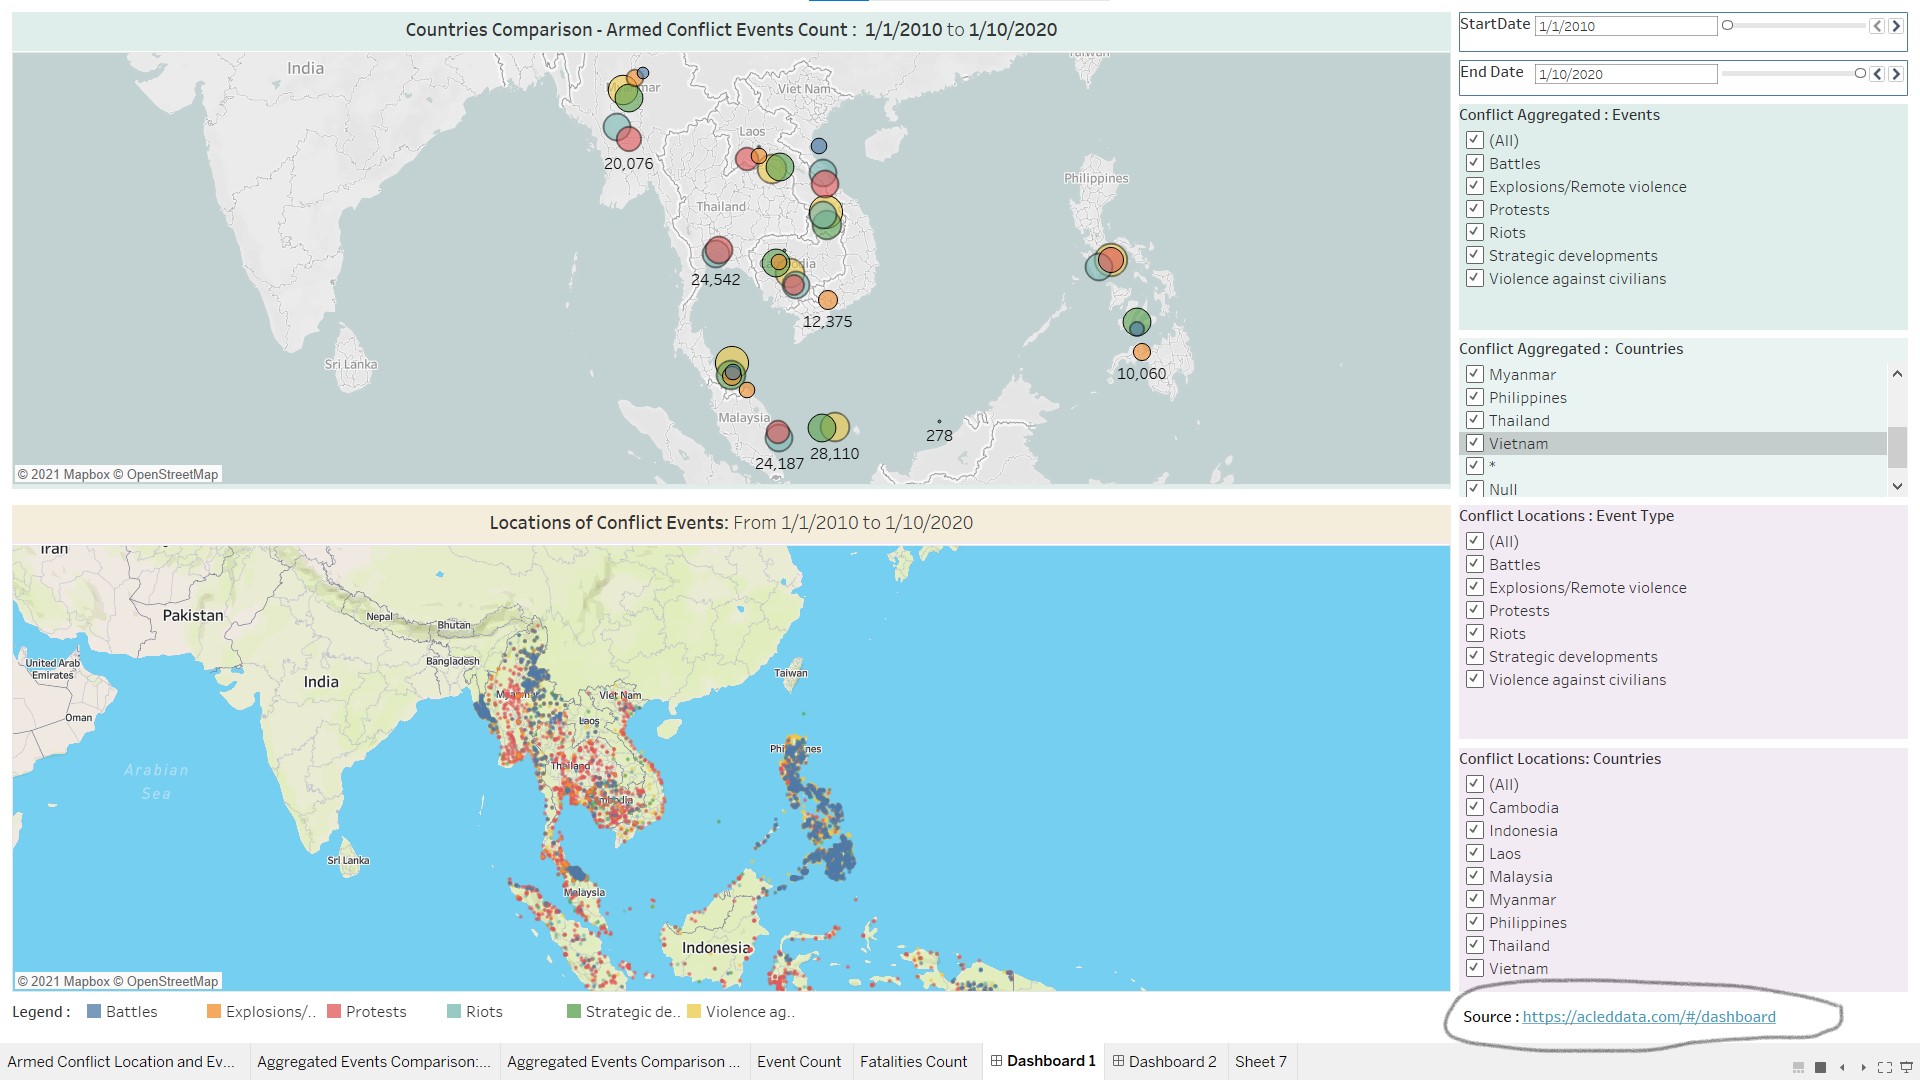 Countries Comparison - Armed Conflict Events Count : 1/1/2010 to 1/10/2020
India
Viet Nam
Laos
20,076
Thailand
Philippines
24,542
12,375
Sri Lanka
10,060
Malaysia
278
24,187
28,110
© 2021 Mapbox © OpenStreetMap
StartDate 1/1/2010
End Date 1/10/2020
Conflict Aggregated : Events
(All)
Battles
Explosions/Remote violence
Protests
Riots
Strategic developments
Violence against civilians
Conflict Aggregated : Countries
Myanmar
Philippines
Thailand
Vietnam
*
Null
Locations of Conflict Events: From 1/1/2010 to 1/10/2020
Iran
Pakistan
Nepal
Bhutan
United Arab
Emirates
Bangladesh
India
Taiwan
Viet Nam
Oman
Laos
Thailand
Arabian
Sea
Sri Lanka
Malaysia
Indonesia
© 2021 Mapbox © OpenStreetMap
Conflict Locations : Event Type
(All)
Battles
Explosions/Remote violence
Protests
Riots
Strategic developments
Violence against civilians
Conflict Locations: Countries
(All)
Cambodia
Indonesia
Laos
Malaysia
Myanmar
Philippines
Thailand
Vietnam
Legend : Battles Explosions/.. Protests Riots Strategic de.. Violence ag..
Source : https://acleddata.com/#/dashboard
Armed Conflict Location and Ev... Aggregated Events Comparison:... Aggregated Events Comparison ... Event Count Fatalities Count Dashboard 1 Dashboard 2 Sheet 7